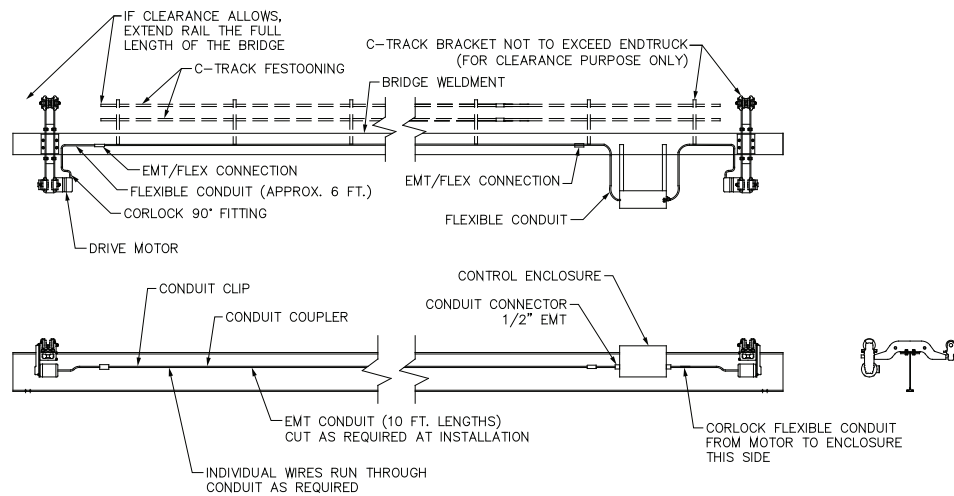 IF CLEARANCE ALLOWS,
EXTEND RAIL THE FULL
LENGTH OF THE BRIDGE
C-TRACK FESTOONING
C-TRACK BRACKET NOT TO EXCEED ENDTRUCK
(FOR CLEARANCE PURPOSE ONLY)
BRIDGE WELDMENT
EMT/FLEX CONNECTION
FLEXIBLE CONDUIT (APPROX. 6 FT.)
CORLOCK 90° FITTING
DRIVE MOTOR
EMT/FLEX CONNECTION
FLEXIBLE CONDUIT
CONTROL ENCLOSURE
CONDUIT CLIP
CONDUIT COUPLER
CONDUIT CONNECTOR
1/2" EMT
EMT CONDUIT (10 FT. LENGTHS)
CUT AS REQUIRED AT INSTALLATION
CORLOCK FLEXIBLE CONDUIT
FROM MOTOR TO ENCLOSURE
THIS SIDE
INDIVIDUAL WIRES RUN THROUGH
CONDUIT AS REQUIRED